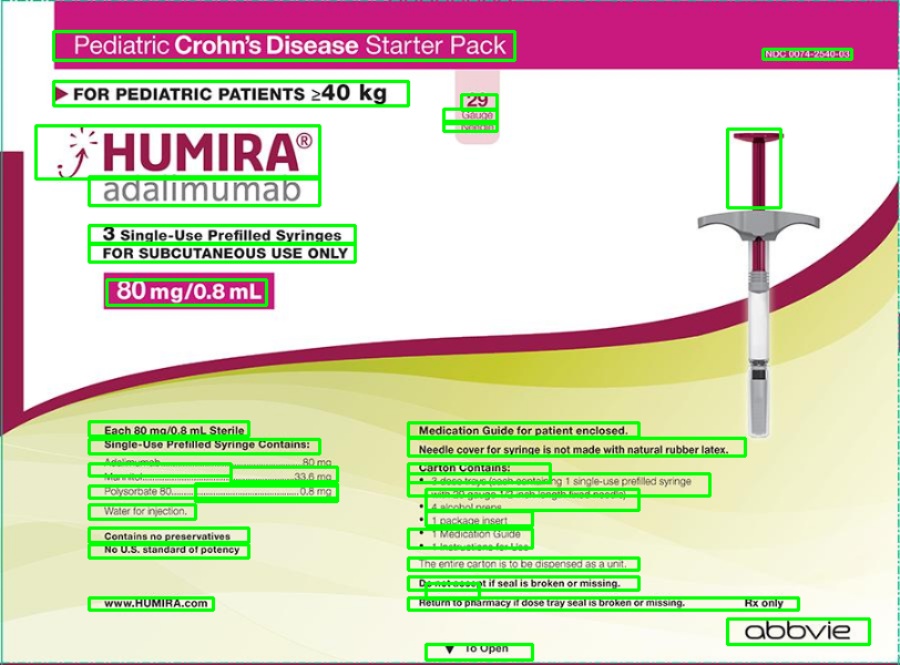 Pediatric Crohn's Disease Starter Pack
NDC 0074-2540-03
▶ FOR PEDIATRIC PATIENTS ≥40 kg
29
Gauge
Needle
HUMIRA®
adalimumab
3 Single-Use Prefilled Syringes
FOR SUBCUTANEOUS USE ONLY
80 mg/0.8 mL
Each 80 mg/0.8 mL Sterile
Single-Use Prefilled Syringe Contains:
Adalimumab..........80 mg
Mannitol..........33.6 mg
Polysorbate 80..........0.8 mg
Water for injection.
Contains no preservatives
No U.S. standard of potency
www.HUMIRA.com
Medication Guide for patient enclosed.
Needle cover for syringe is not made with natural rubber latex.
Carton Contains:
• 3 dose trays (each containing 1 single-use prefilled syringe
with 29 gauge 1/2 inch length fixed needle)
• 4 alcohol preps
• 1 package insert
• 1 Medication Guide
• 1 Instructions for Use
The entire carton is to be dispensed as a unit.
Do not accept if seal is broken or missing.
Return to pharmacy if dose tray seal is broken or missing.
Rx only
abbvie
▼ To Open